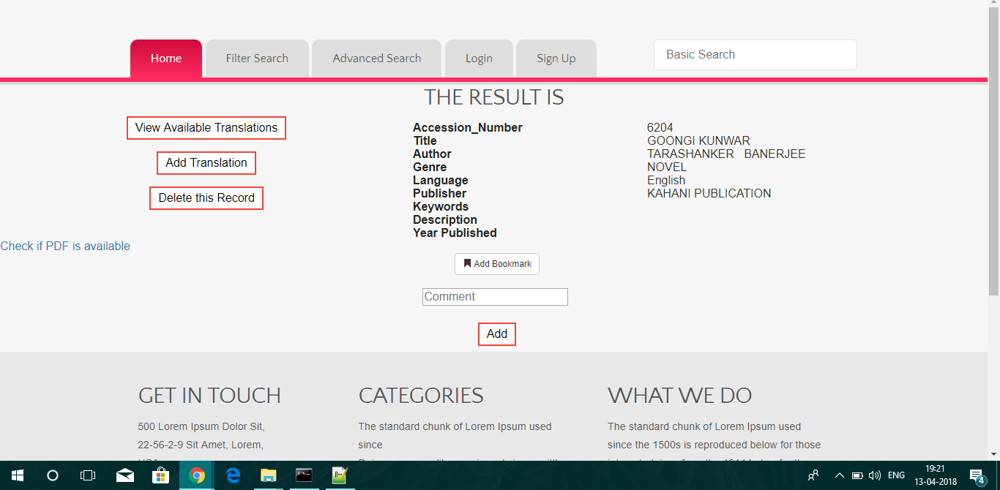 Home
Filter Search
Advanced Search
Login
Sign Up
Basic Search
THE RESULT IS
View Available Translations
Add Translation
Delete this Record
Check if PDF is available
Accession_Number 6204
Title GOONGI KUNWAR
Author TARASHANKER BANERJEE
Genre NOVEL
Language English
Publisher KAHANI PUBLICATION
Keywords
Description
Year Published
Add Bookmark
Comment
Add
GET IN TOUCH
500 Lorem Ipsum Dolor Sit,
22-56-2-9 Sit Amet, Lorem,
CATEGORIES
The standard chunk of Lorem Ipsum used
since
WHAT WE DO
The standard chunk of Lorem Ipsum used
since the 1500s is reproduced below for those
ENG
19:21
13-04-2018
4